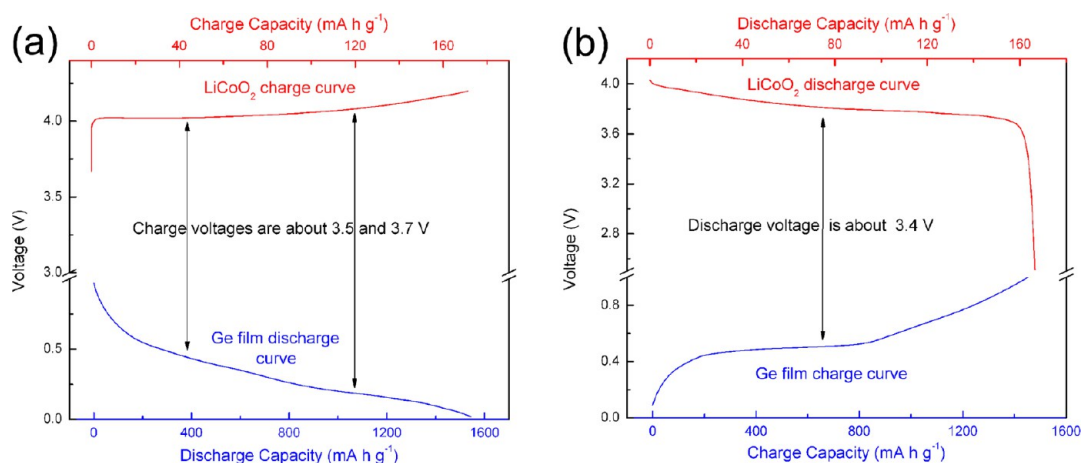 (a)
Charge Capacity (mA h g⁻¹)
0 40 80 120 160
LiCoO₂ charge curve
Voltage (V)
4.0
3.5
3.0
0.5
0.0
Charge voltages are about 3.5 and 3.7 V
Ge film discharge
curve
0 400 800 1200 1600
Discharge Capacity (mA h g⁻¹)
(b)
Discharge Capacity (mA h g⁻¹)
0 40 80 120 160
LiCoO₂ discharge curve
Voltage (V)
4.0
3.6
3.2
2.8
0.8
0.4
0.0
Discharge voltage is about 3.4 V
Ge film charge curve
0 400 800 1200 1600
Charge Capacity (mA h g⁻¹)